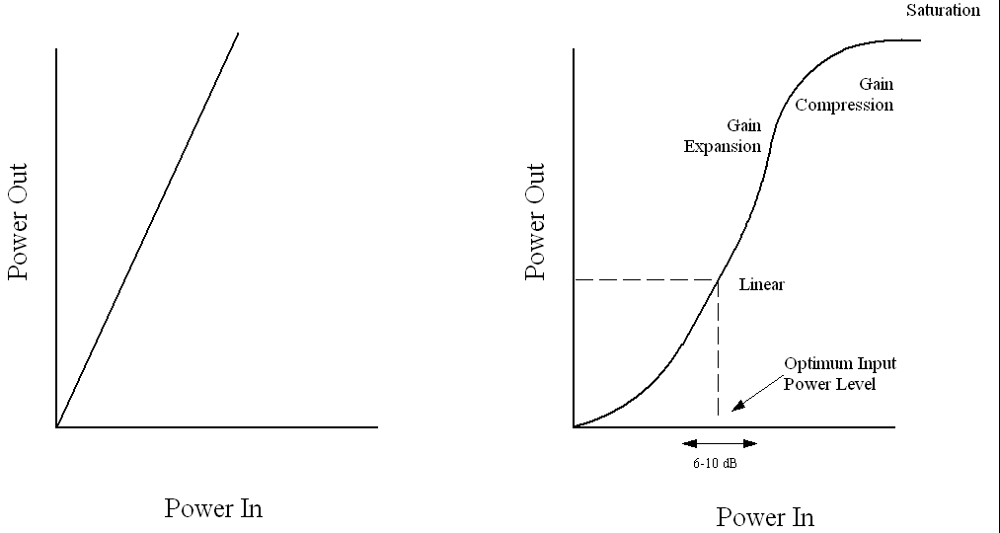 Power Out
Power In
Saturation
Gain
Compression
Gain
Expansion
Power Out
Linear
Optimum Input
Power Level
6-10 dB
Power In